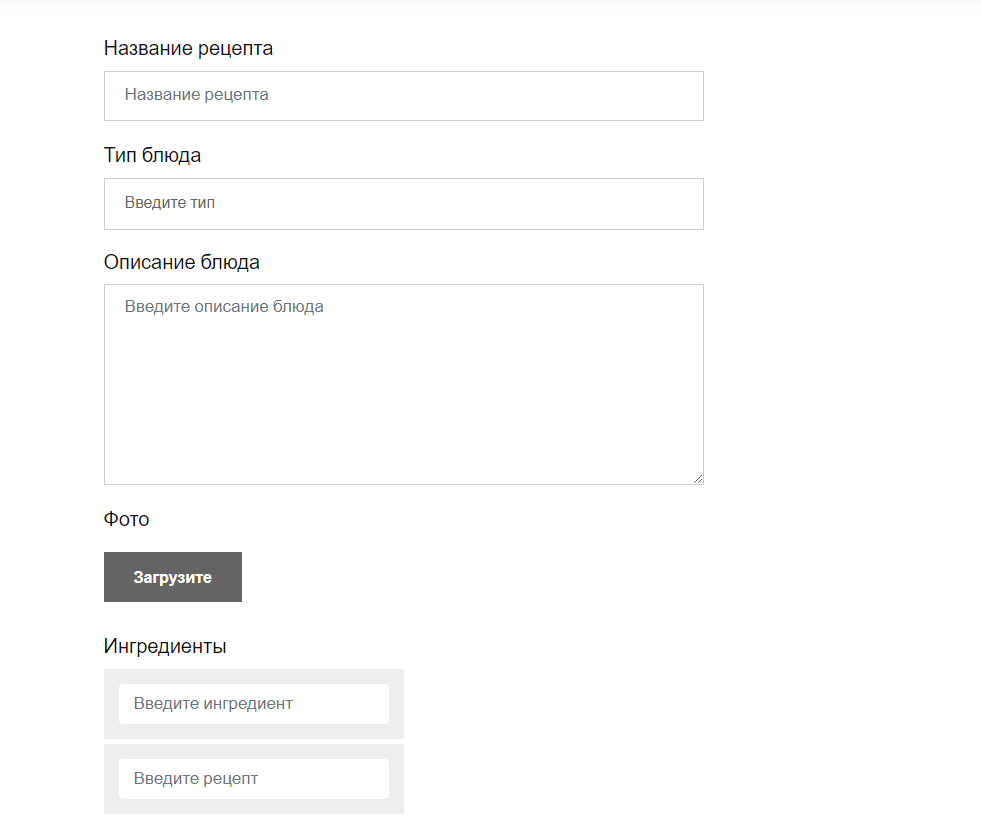 Название рецепта
Название рецепта
Тип блюда
Введите тип
Описание блюда
Введите описание блюда
Фото
Загрузите
Ингредиенты
Введите ингредиент
Введите рецепт